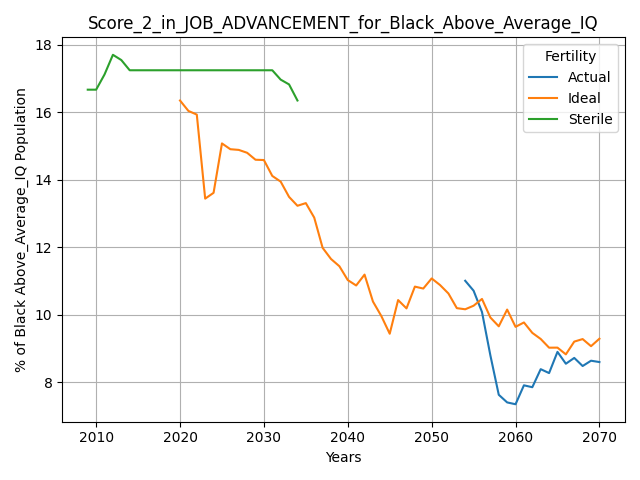 Score_2_in_JOB_ADVANCEMENT_for_Black_Above_Average_IQ
% of Black Above_Average_IQ Population
18
16
14
12
10
8
Fertility
Actual
Ideal
Sterile
2010 2020 2030 2040 2050 2060 2070
Years